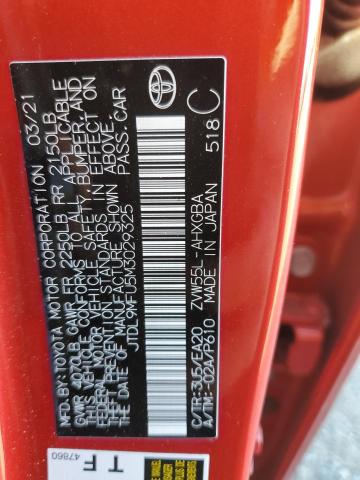 MFD.BY:TOYOTA MOTOR CORPORATION 03/21
GVWR 4070LB GAWR FR 2250LB RR 2150LB
THIS VEHICLE CONFORMS TO ALL APPLICABLE
FEDERAL MOTOR VEHICLE SAFETY,BUMPER, AND
THEFT PREVENTION STANDARDS IN EFFECT ON
THE DATE OF MANUFACTURE SHOWN ABOVE.
JTDL9MFU5M3029325 PASS. CAR
C/TR:3U5/EA20 ZVW55L-AHXGBA
A/TM:-02A/P610 MADE IN JAPAN
518 C
TF
47860